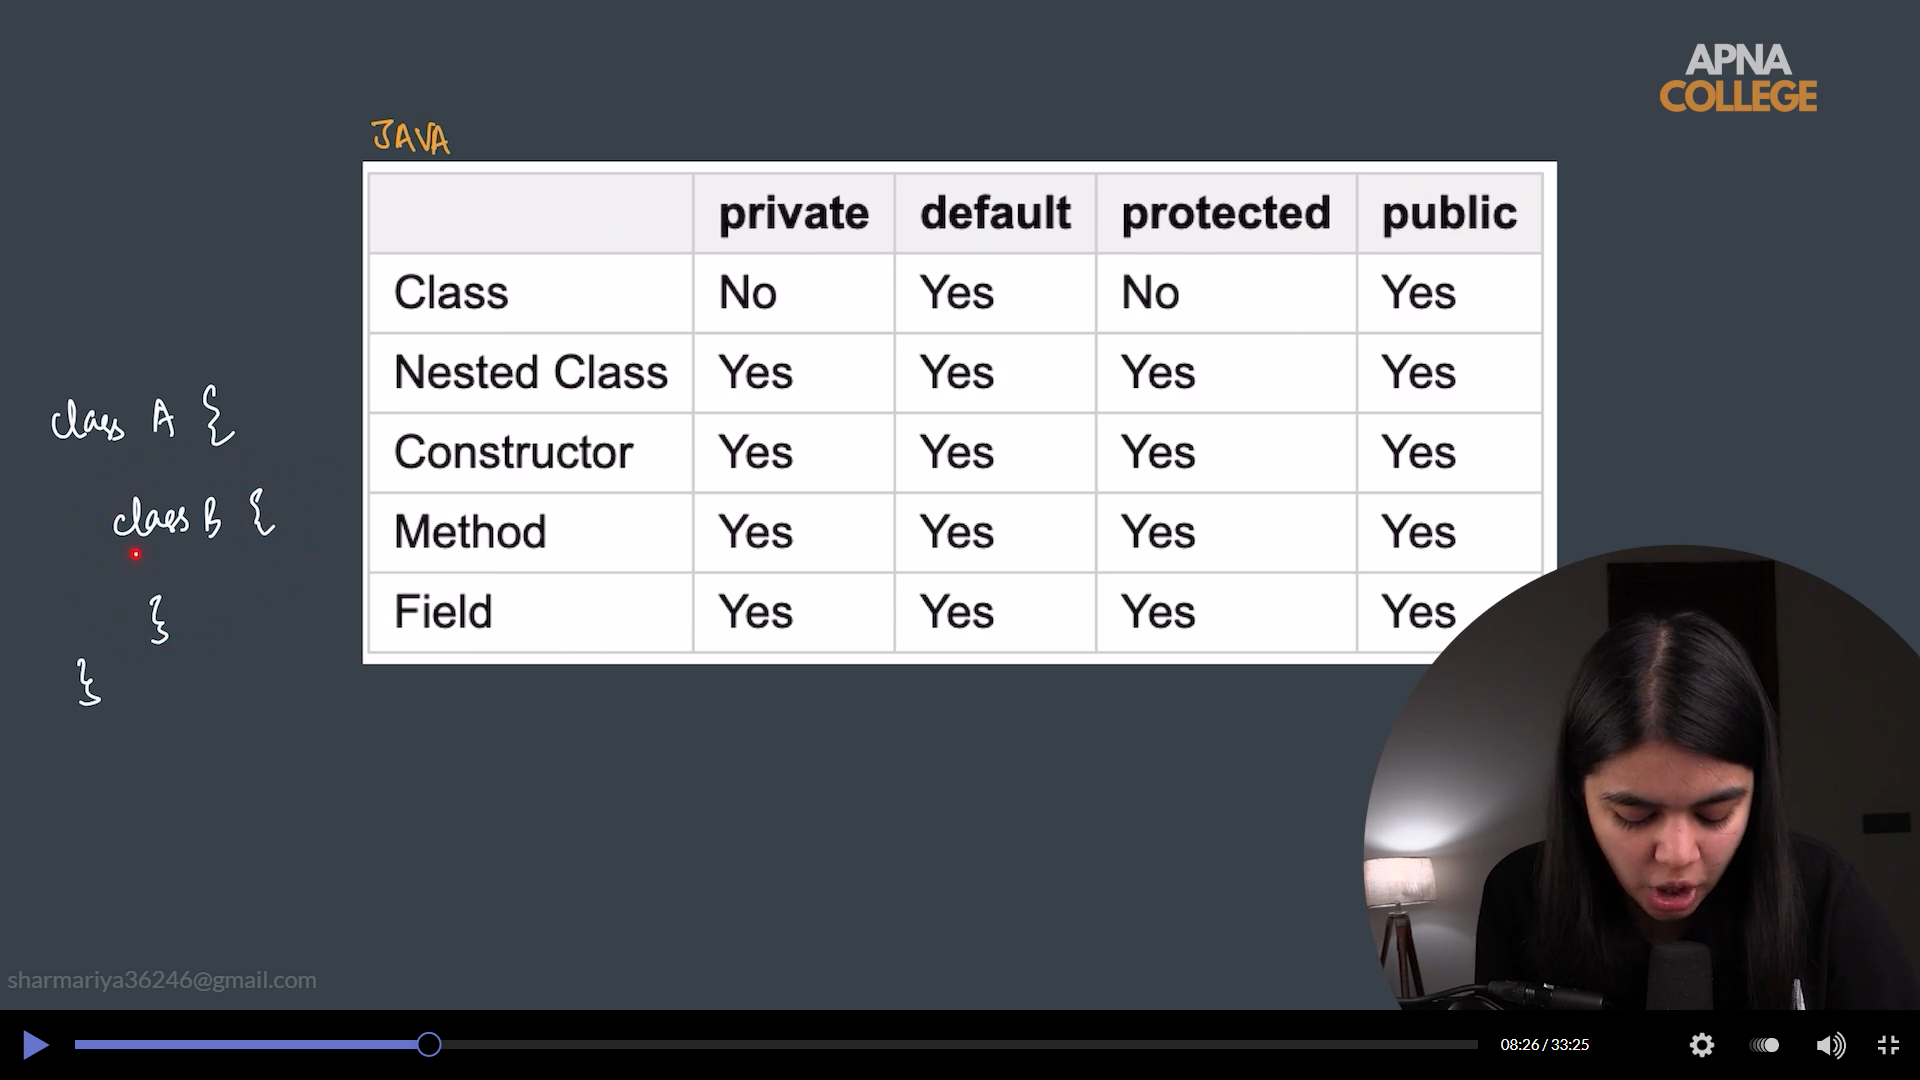 APNA
COLLEGE
JAVA
private default protected public
Class No Yes No Yes
Nested Class Yes Yes Yes Yes
Constructor Yes Yes Yes Yes
Method Yes Yes Yes Yes
Field Yes Yes Yes Yes
class A {
class B {
}
}
sharmariya36246@gmail.com
08:26 / 33:25